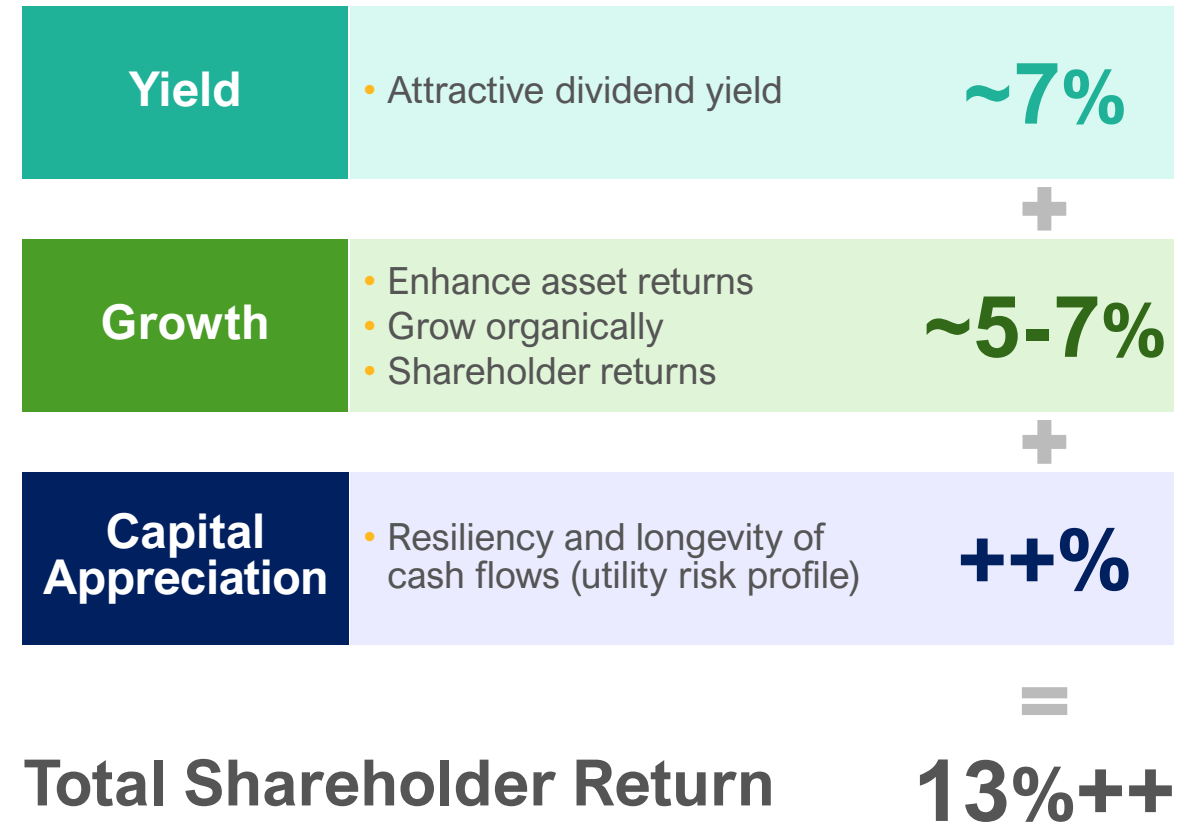 Yield
• Attractive dividend yield
~7%
+
Growth
• Enhance asset returns
• Grow organically
• Shareholder returns
~5-7%
+
Capital
Appreciation
• Resiliency and longevity of
cash flows (utility risk profile)
++%
=
Total Shareholder Return 13%++